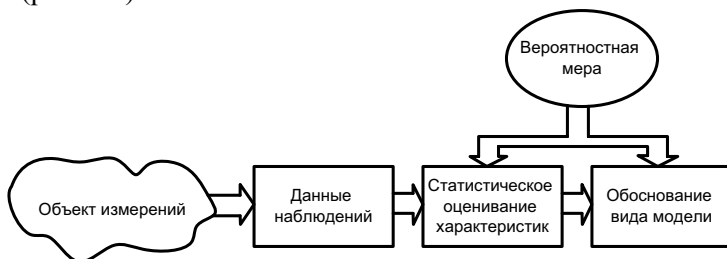 Вероятностная
мера
Объект измерений
Данные
наблюдений
Статистическое
оценивание
характеристик
Обоснование
вида модели